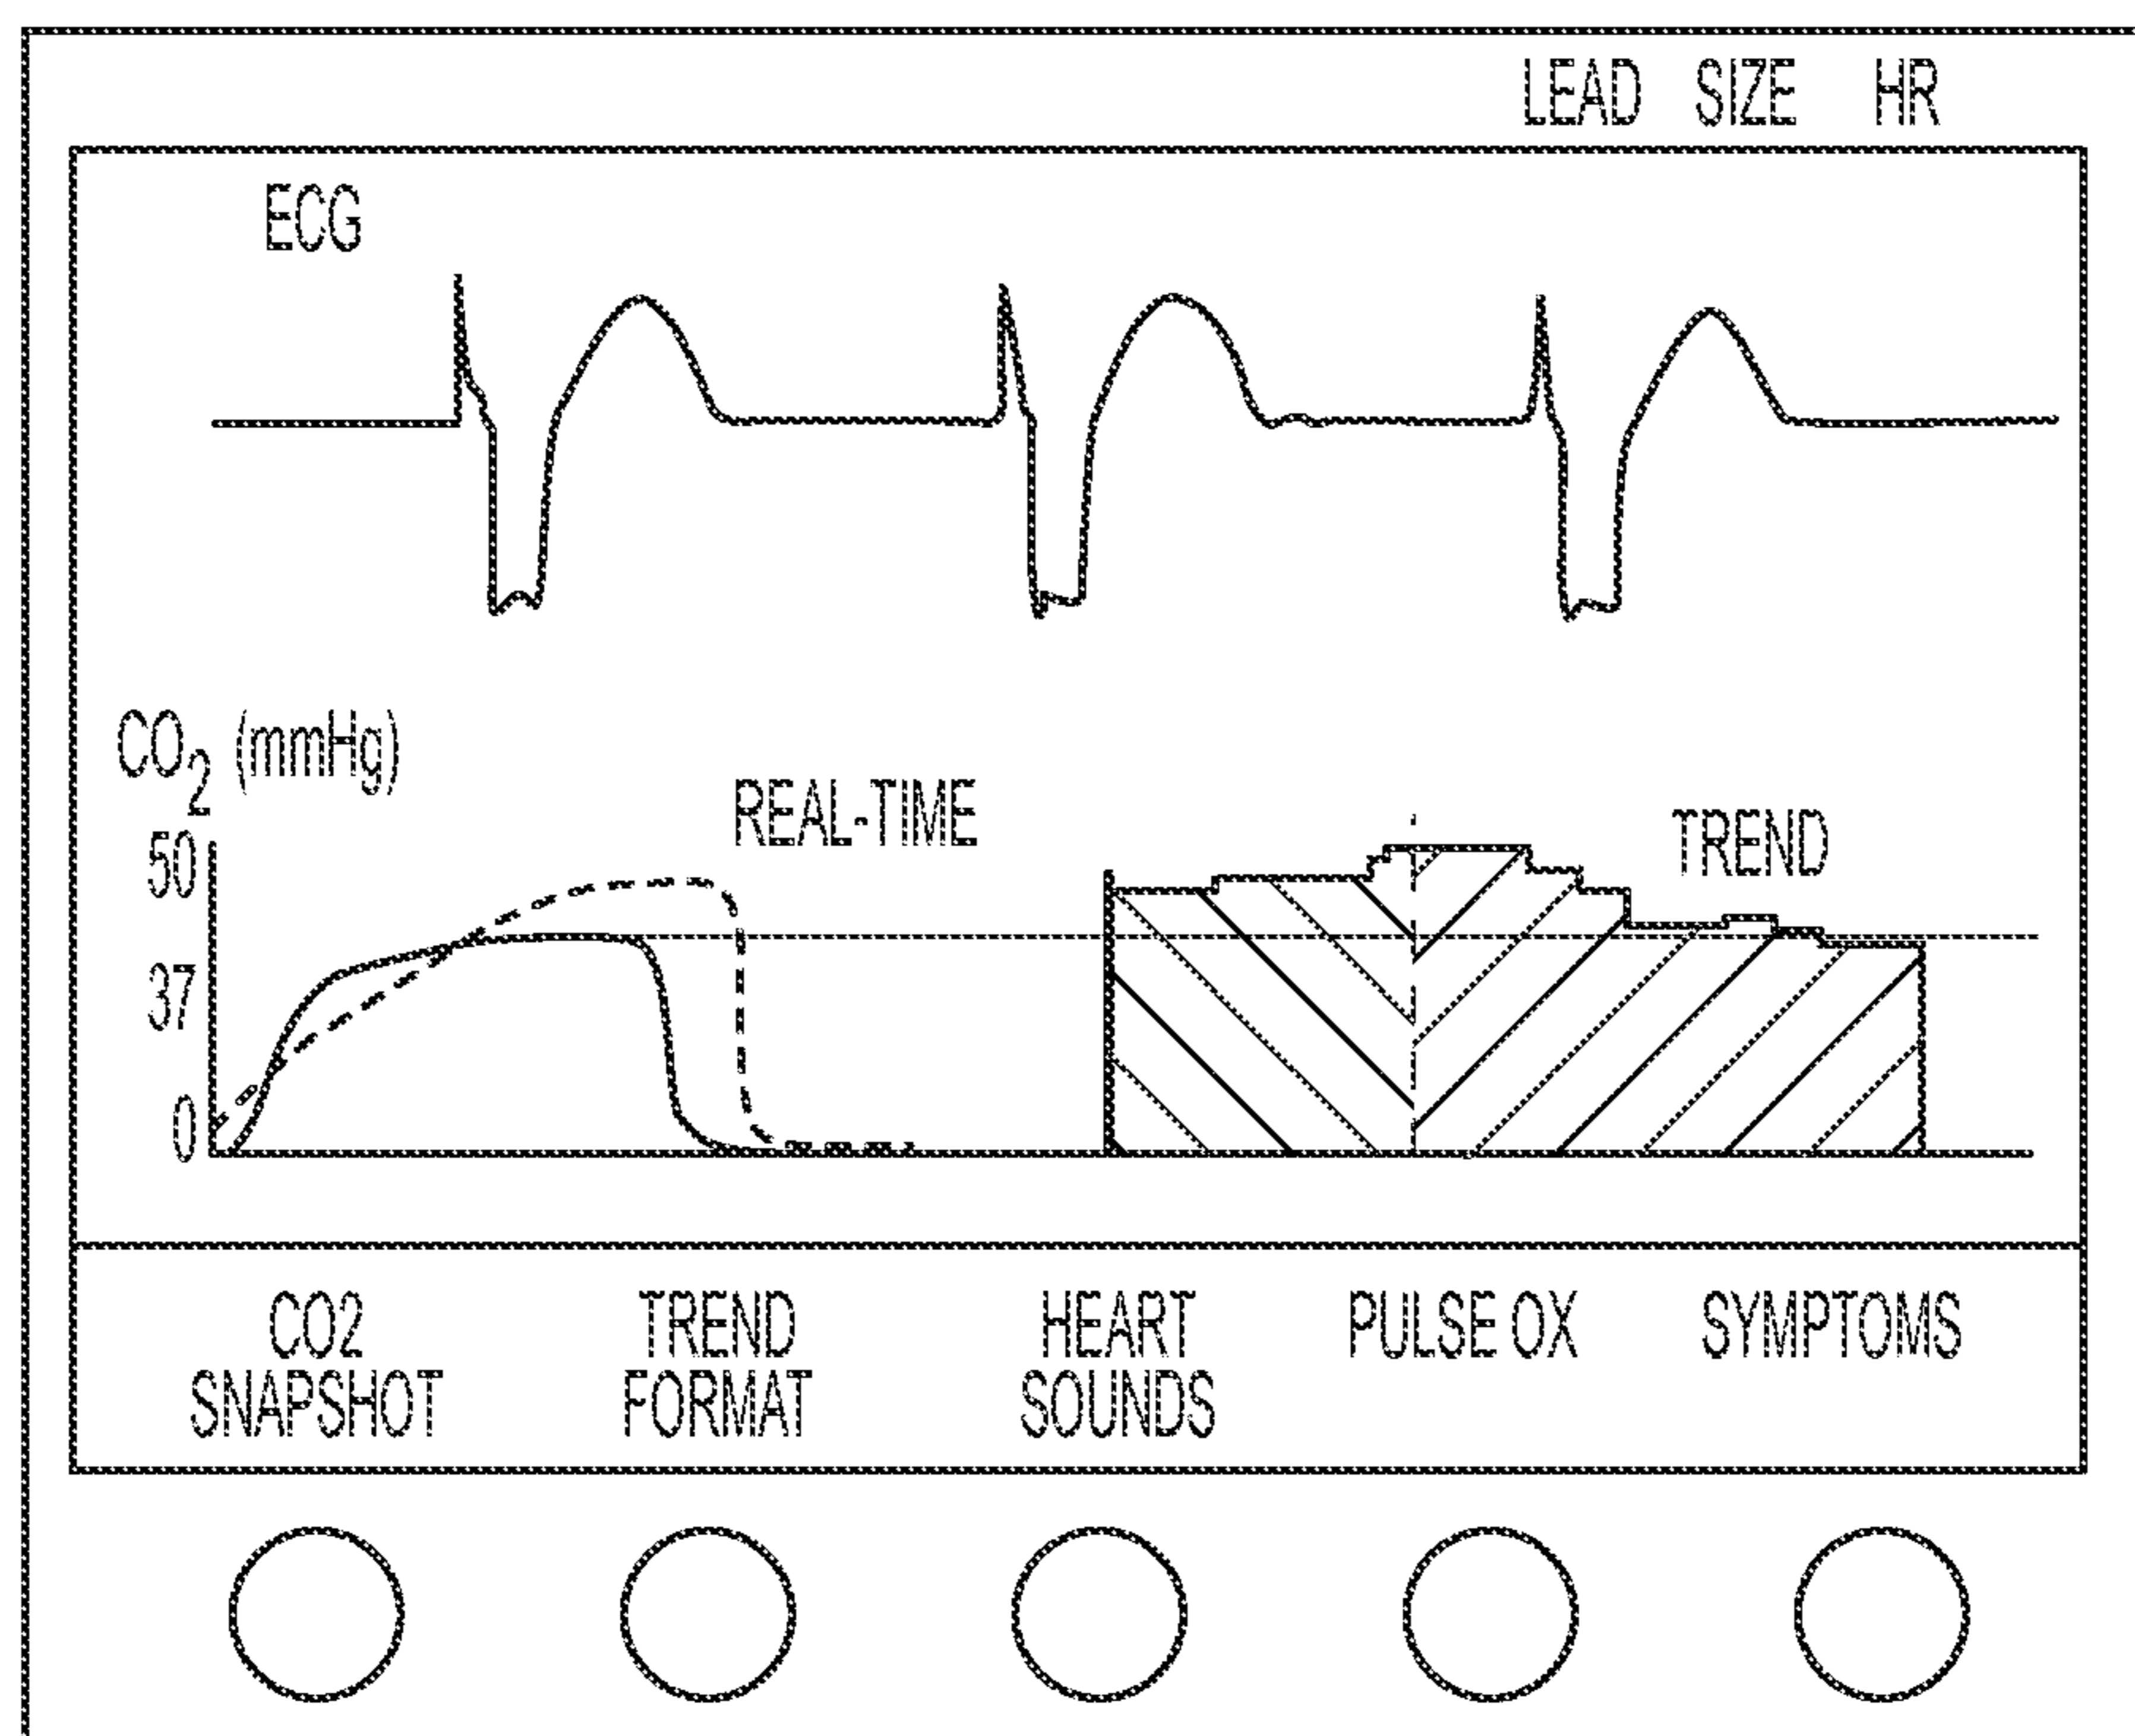 LEAD SIZE HR
ECG
CO2 (mmHg)
REAL-TIME
TREND
50
37
0
CO2 SNAPSHOT
TREND FORMAT
HEART SOUNDS
PULSE OX
SYMPTOMS